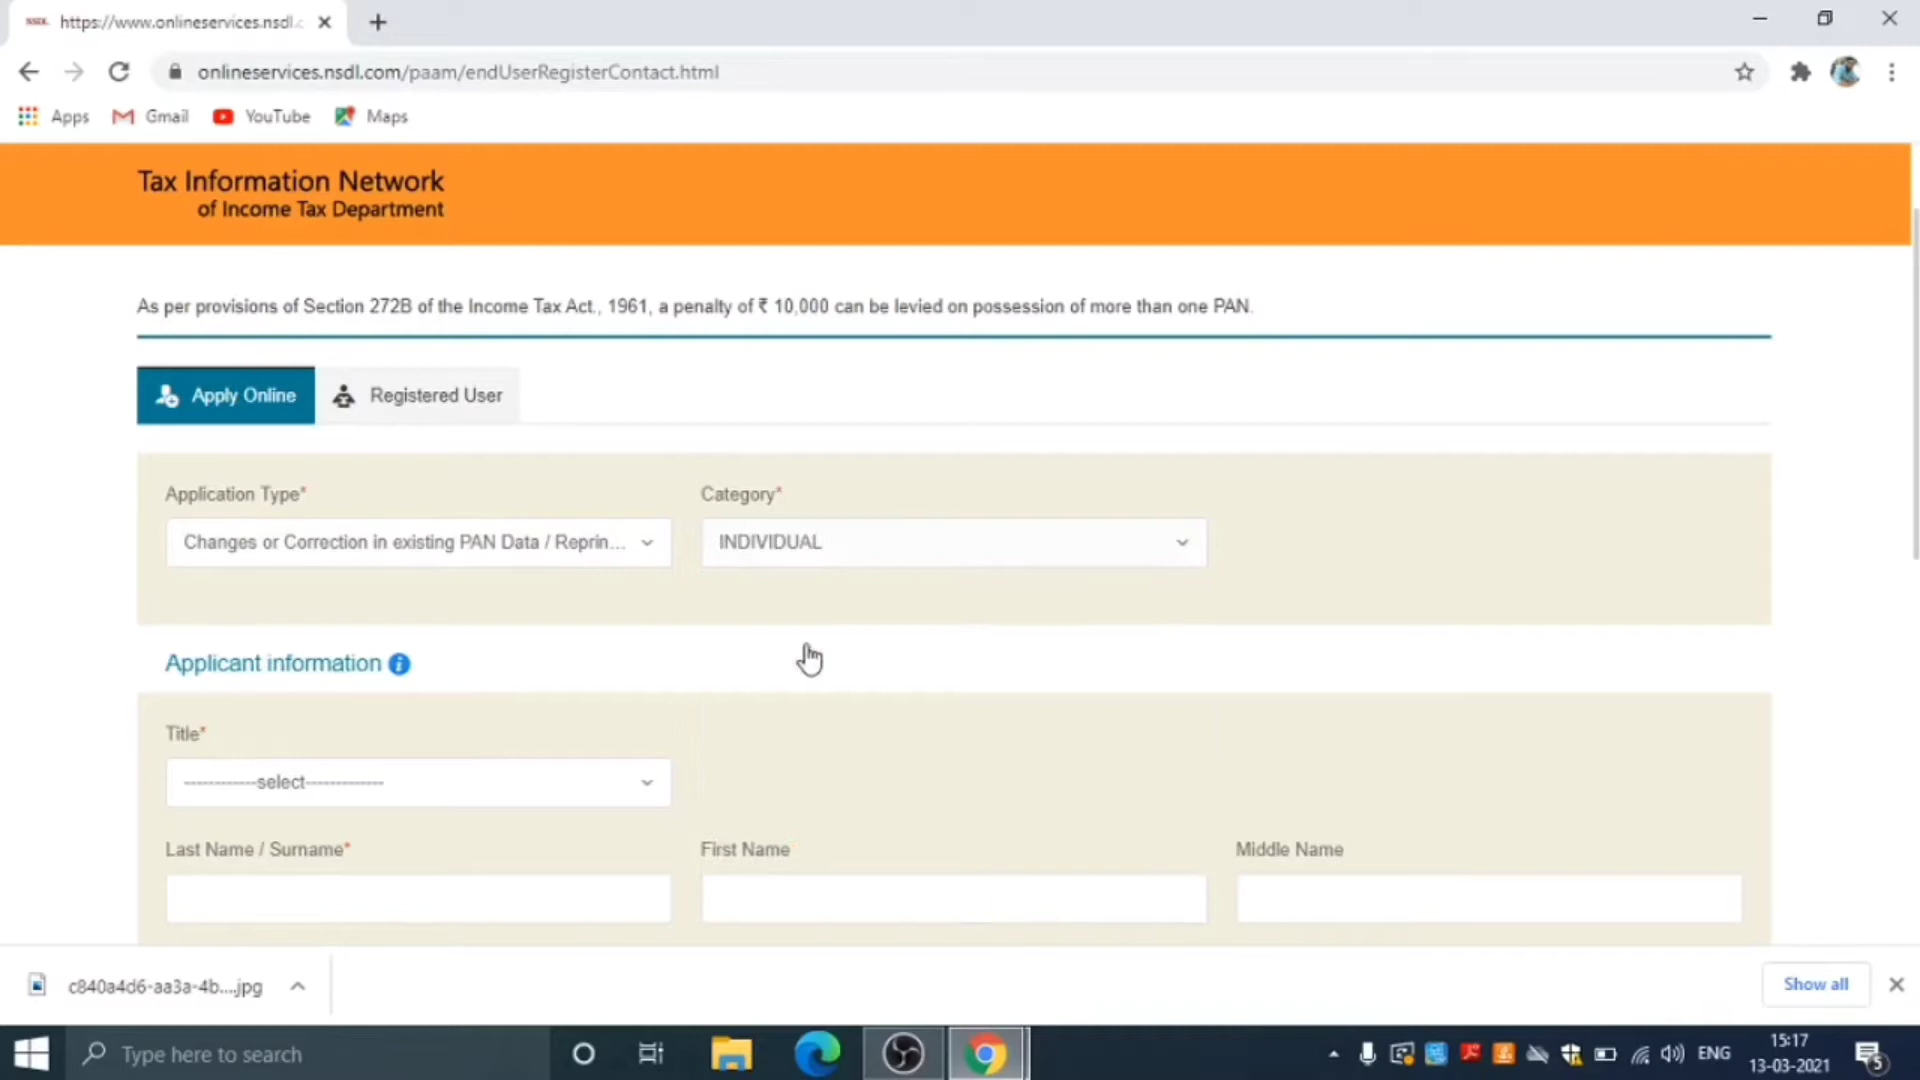 NSDL https://www.onlineservices.nsdl.c
onlineservices.nsdl.com/paam/endUserRegisterContact.html
Apps Gmail YouTube Maps
Tax Information Network
of Income Tax Department
As per provisions of Section 272B of the Income Tax Act., 1961, a penalty of ₹ 10,000 can be levied on possession of more than one PAN.
Apply Online Registered User
Application Type* Category*
Changes or Correction in existing PAN Data / Reprin... INDIVIDUAL
Applicant information
Title*
------------select-------------
Last Name / Surname* First Name Middle Name
c840a4d6-aa3a-4b....jpg Show all
Type here to search ENG 15:17
13-03-2021 5